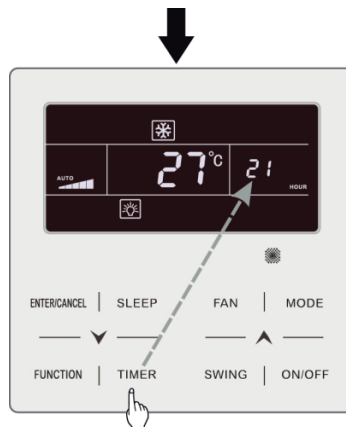 27°C
21
AUTO
HOUR
ENTER/CANCEL | SLEEP FAN | MODE
FUNCTION | TIMER SWING | ON/OFF